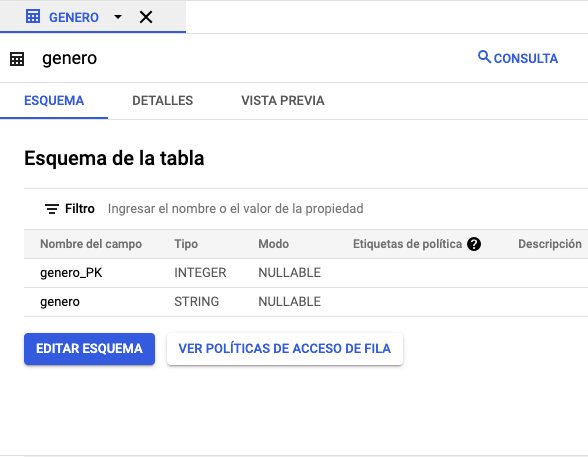 GENERO
genero
CONSULTA
ESQUEMA DETALLES VISTA PREVIA
Esquema de la tabla
Filtro Ingresar el nombre o el valor de la propiedad
Nombre del campo Tipo Modo Etiquetas de política ? Descripción
genero_PK INTEGER NULLABLE
genero STRING NULLABLE
EDITAR ESQUEMA VER POLÍTICAS DE ACCESO DE FILA